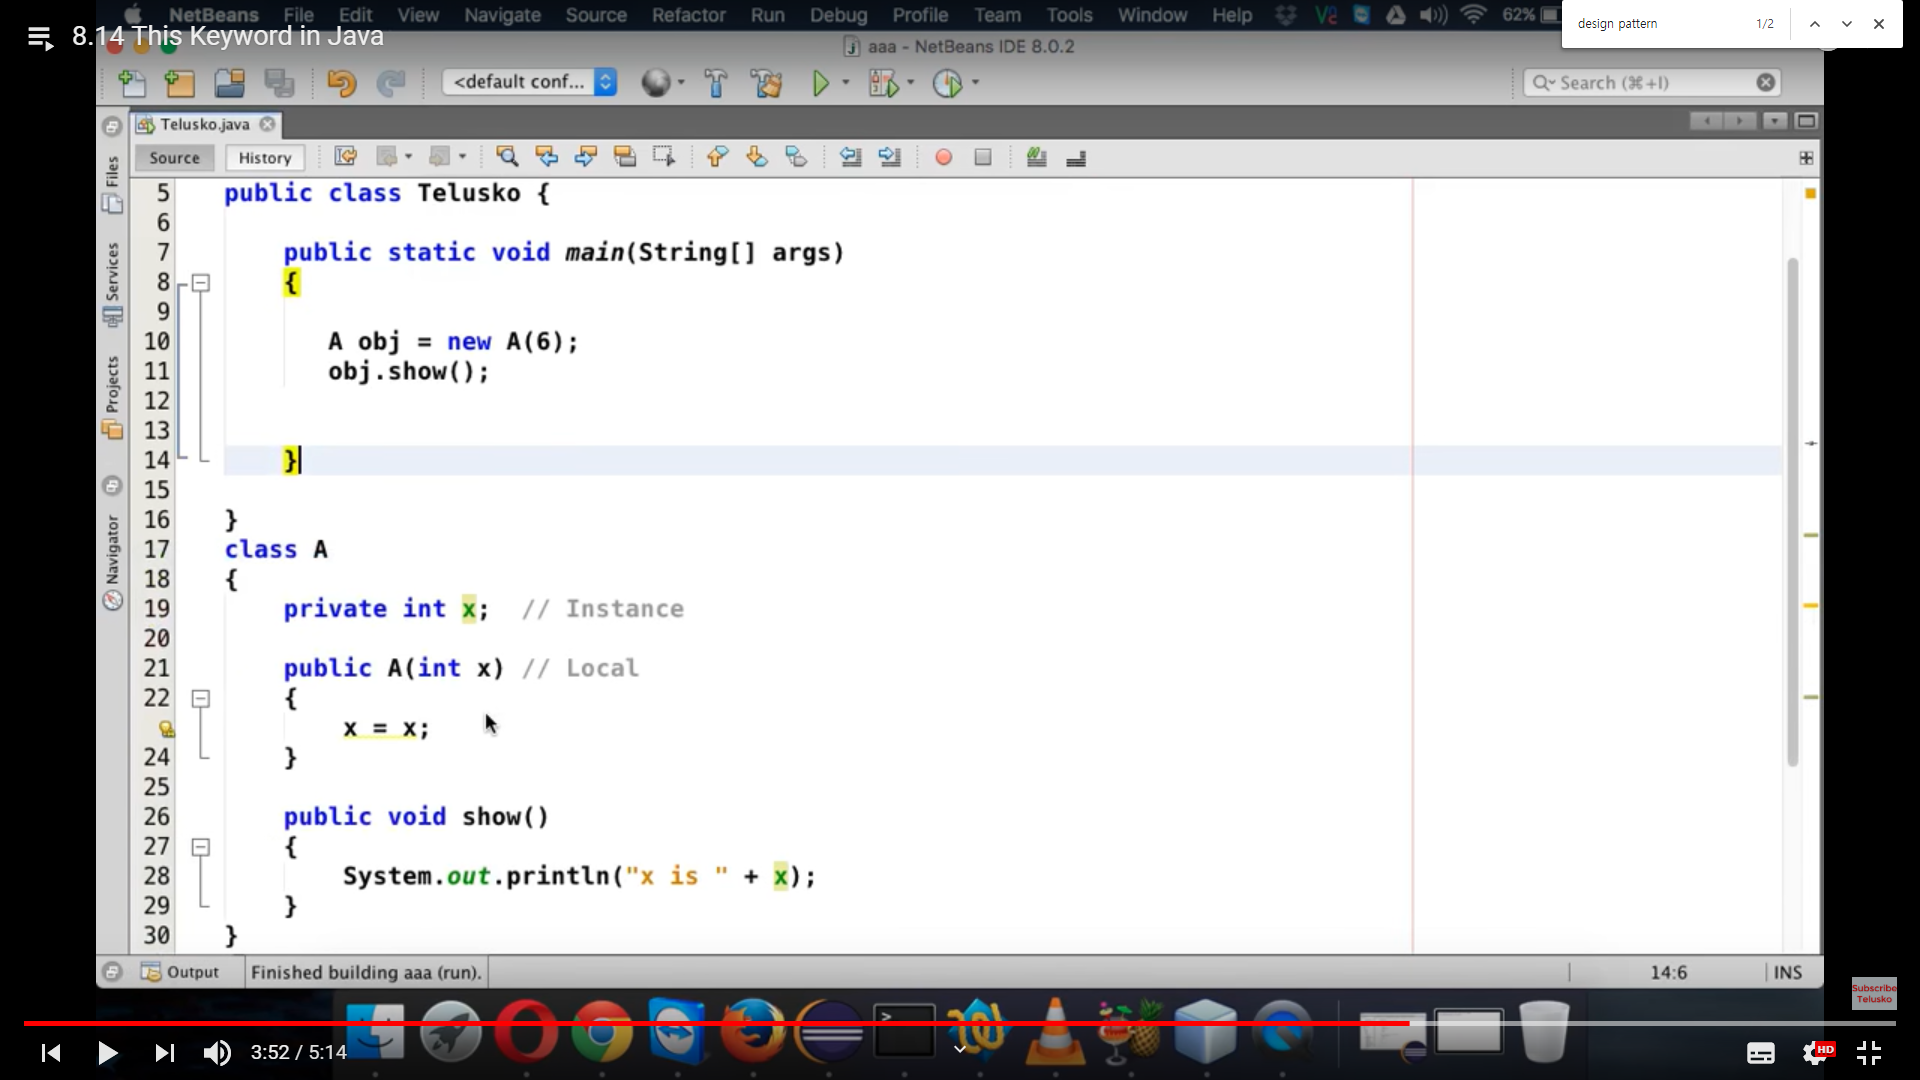 NetBeans File Edit View Navigate Source Refactor Run Debug Profile Team Tools Window Help 62%
design pattern 1/2
8.14 This Keyword in Java
aaa - NetBeans IDE 8.0.2
<default conf...
Search (⌘+I)
Telusko.java
Source History
Files
Services
Projects
Navigator
5 public class Telusko {
6
7 public static void main(String[] args)
8 {
9
10 A obj = new A(6);
11 obj.show();
12
13
14 }
15
16 }
17 class A
18 {
19 private int x; // Instance
20
21 public A(int x) // Local
22 {
x = x;
24 }
25
26 public void show()
27 {
28 System.out.println("x is " + x);
29 }
30 }
Output Finished building aaa (run). 14:6 INS
Subscribe
Telusko
3:52 / 5:14
HD